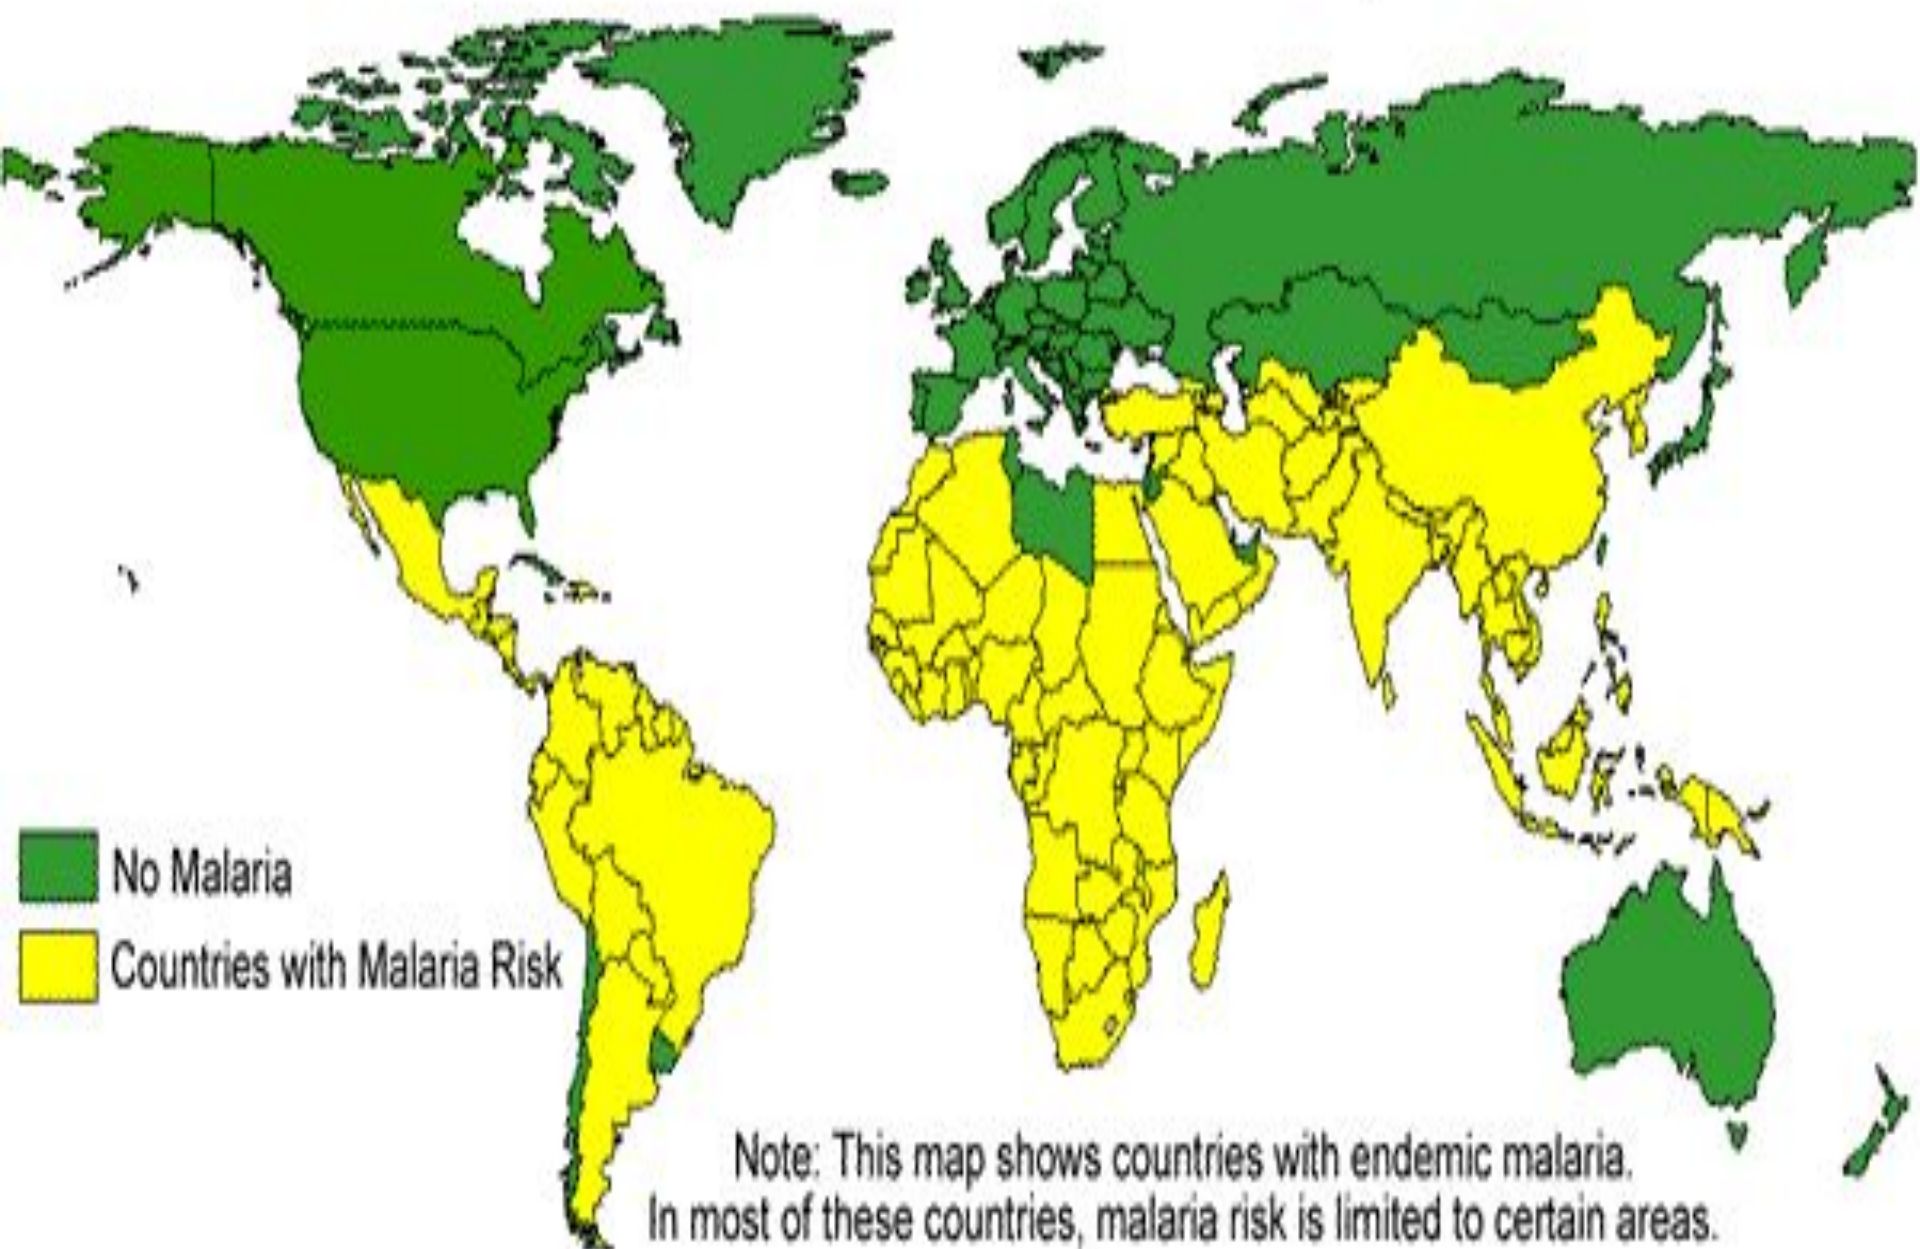 No Malaria
Countries with Malaria Risk
Note: This map shows countries with endemic malaria.
In most of these countries, malaria risk is limited to certain areas.